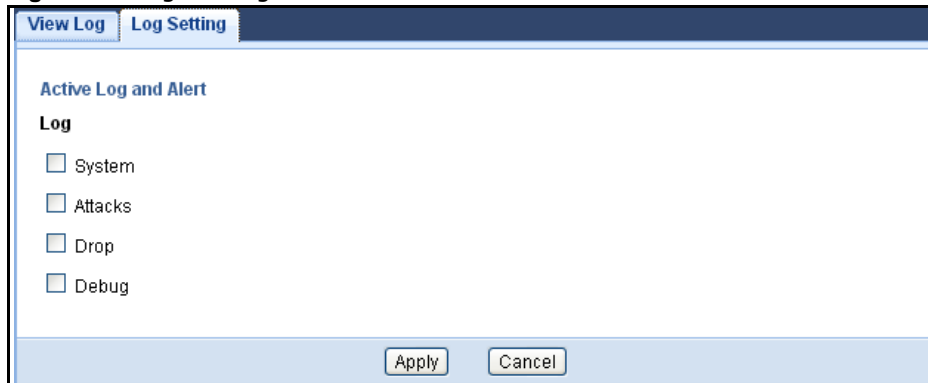 View Log Log Setting
Active Log and Alert
Log
System
Attacks
Drop
Debug
Apply Cancel